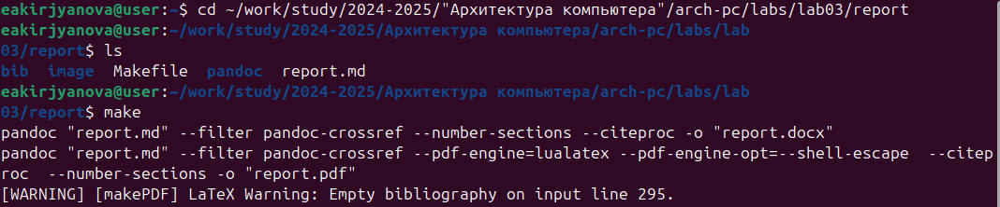 eakirjyanova@user:~$ cd ~/work/study/2024-2025/"Архитектура компьютера"/arch-pc/labs/lab03/report
eakirjyanova@user:~/work/study/2024-2025/Архитектура компьютера/arch-pc/labs/lab
03/report$ ls
bib  image  Makefile  pandoc  report.md
eakirjyanova@user:~/work/study/2024-2025/Архитектура компьютера/arch-pc/labs/lab
03/report$ make
pandoc "report.md" --filter pandoc-crossref --number-sections --citeproc -o "report.docx"
pandoc "report.md" --filter pandoc-crossref --pdf-engine=lualatex --pdf-engine-opt=--shell-escape  --citep
roc  --number-sections -o "report.pdf"
[WARNING] [makePDF] LaTeX Warning: Empty bibliography on input line 295.